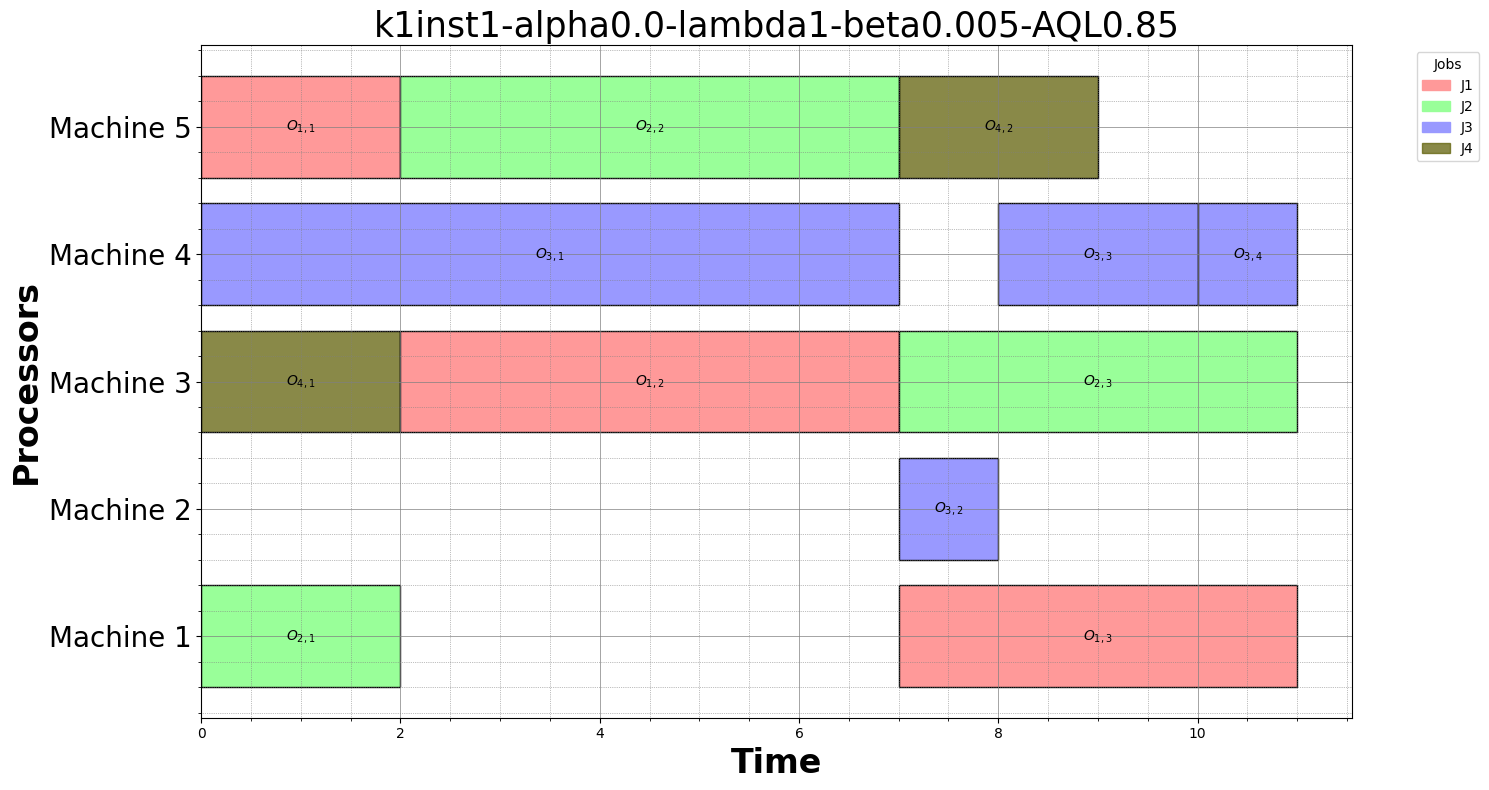 k1inst1-alpha0.0-lambda1-beta0.005-AQL0.85
Jobs
J1
J2
J3
J4
Processors
Machine 5
O1,1
O2,2
O4,2
Machine 4
O3,1
O3,3
O3,4
Machine 3
O4,1
O1,2
O2,3
Machine 2
O3,2
Machine 1
O2,1
O1,3
0 2 4 6 8 10
Time